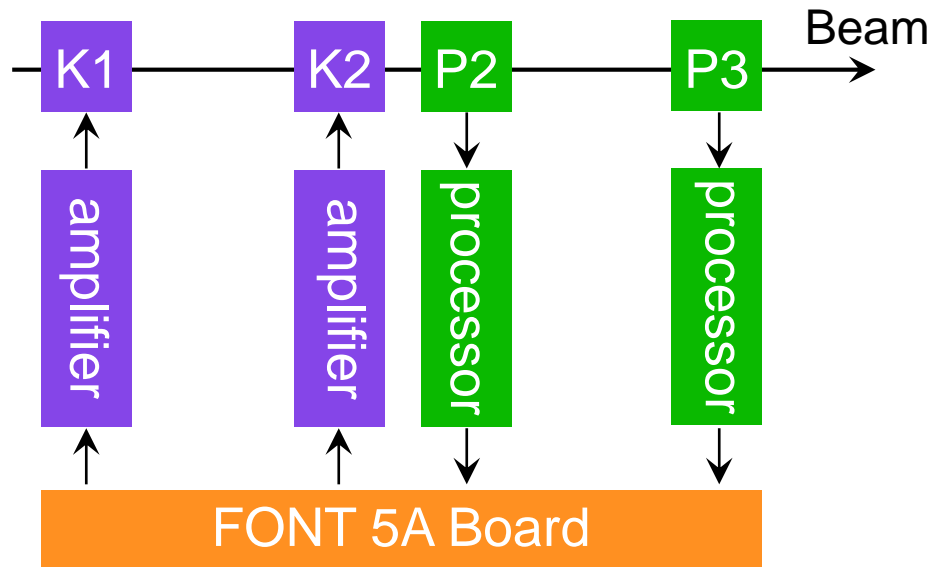 Beam
K1
K2
P2
P3
amplifier
amplifier
processor
processor
FONT 5A Board